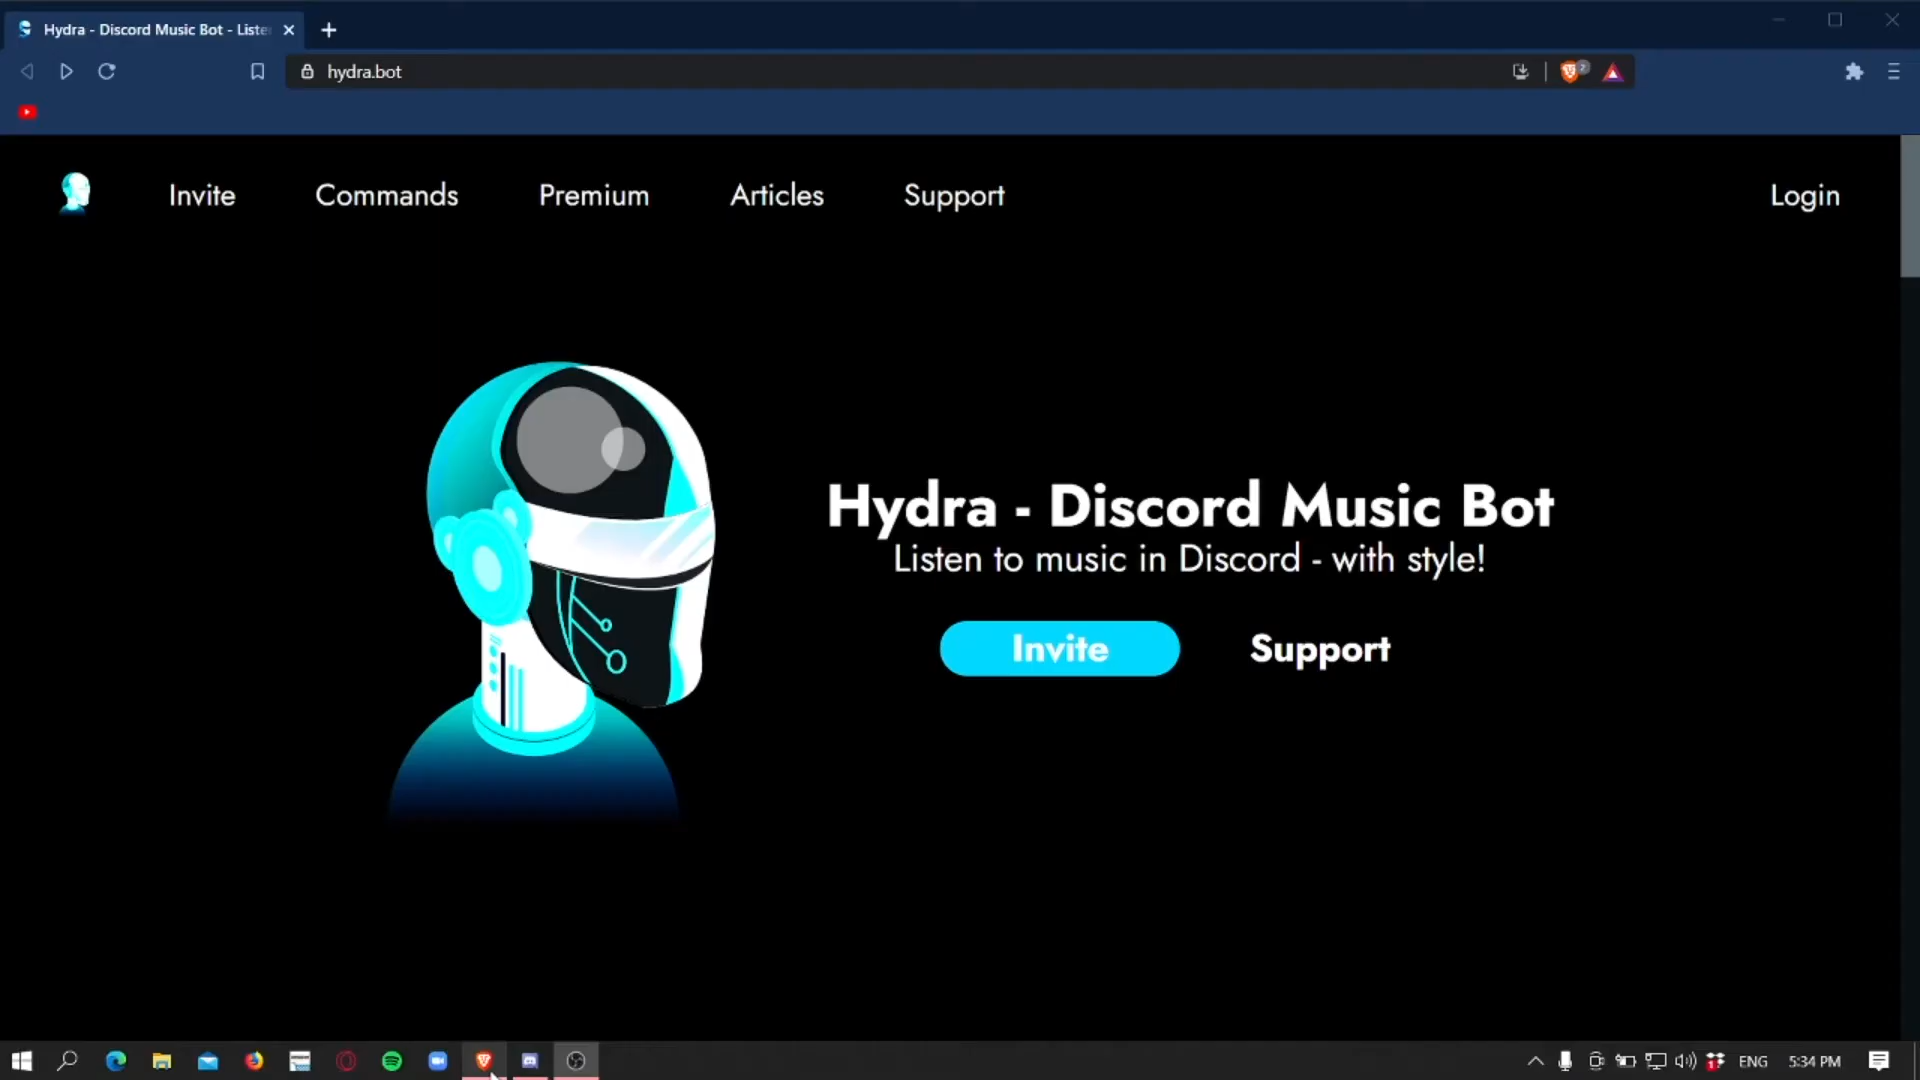 Hydra - Discord Music Bot - Liste
hydra.bot
2
Invite
Commands
Premium
Articles
Support
Login
Hydra - Discord Music Bot
Listen to music in Discord - with style!
Invite
Support
ENG
5:34 PM